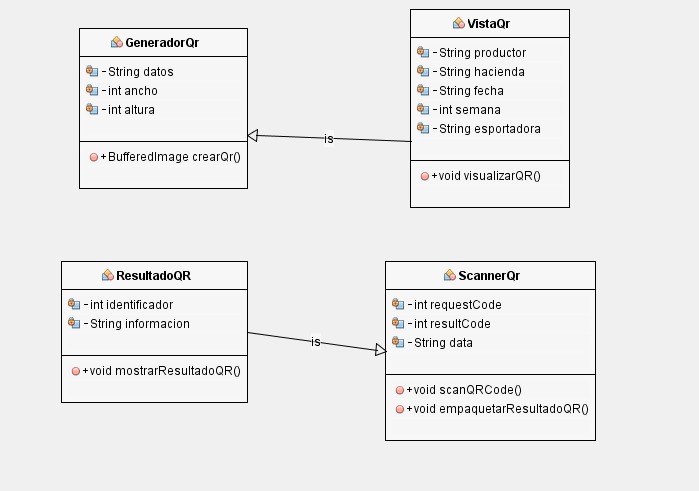 GeneradorQr
-String datos
-int ancho
-int altura
+BufferedImage crearQr()
VistaQr
-String productor
-String hacienda
-String fecha
-int semana
-String esportadora
+void visualizarQR()
is
ResultadoQR
-int identificador
-String informacion
+void mostrarResultadoQR()
is
ScannerQr
-int requestCode
-int resultCode
-String data
+void scanQRCode()
+void empaquetarResultadoQR()